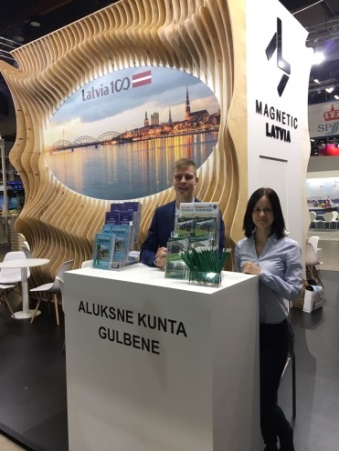 Latvia 100
MAGNETIC
LATVIA
ALUKSNE KUNTA
GULBENE